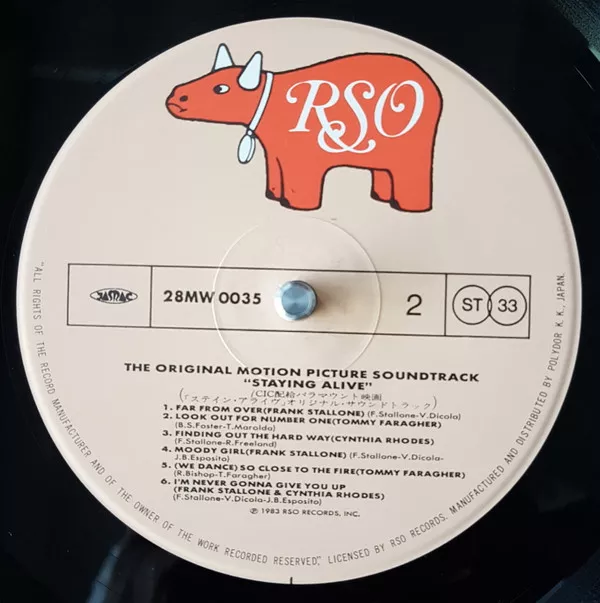 RSO
JASRAC
28MW 0035
2
ST 33
THE ORIGINAL MOTION PICTURE SOUNDTRACK
"STAYING ALIVE"
(CIC配給パラマウント映画
「ステイン・アライヴ」オリジナル・サウンドトラック)
1. FAR FROM OVER(FRANK STALLONE) (F.Stallone-V.Dicola)
2. LOOK OUT FOR NUMBER ONE(TOMMY FARAGHER)
(B.S.Foster-T.Maralda)
3. FINDING OUT THE HARD WAY(CYNTHIA RHODES)
(F.Stallone-R.Freeland)
4. MOODY GIRL(FRANK STALLONE) (F.Stallone-V.Dicola-
J.B.Esposito)
5. (WE DANCE) SO CLOSE TO THE FIRE(TOMMY FARAGHER)
(R.Bishop-T.Faragher)
6. I'M NEVER GONNA GIVE YOU UP
(FRANK STALLONE & CYNTHIA RHODES)
(F.Stallone-V.Dicola-J.B.Esposito)
℗ 1983 RSO RECORDS, INC.
"ALL RIGHTS OF THE RECORD MANUFACTURER AND OF THE OWNER OF THE WORK RECORDED RESERVED," LICENSED BY RSO RECORDS, MANUFACTURED AND DISTRIBUTED BY POLYDOR K.K., JAPAN.